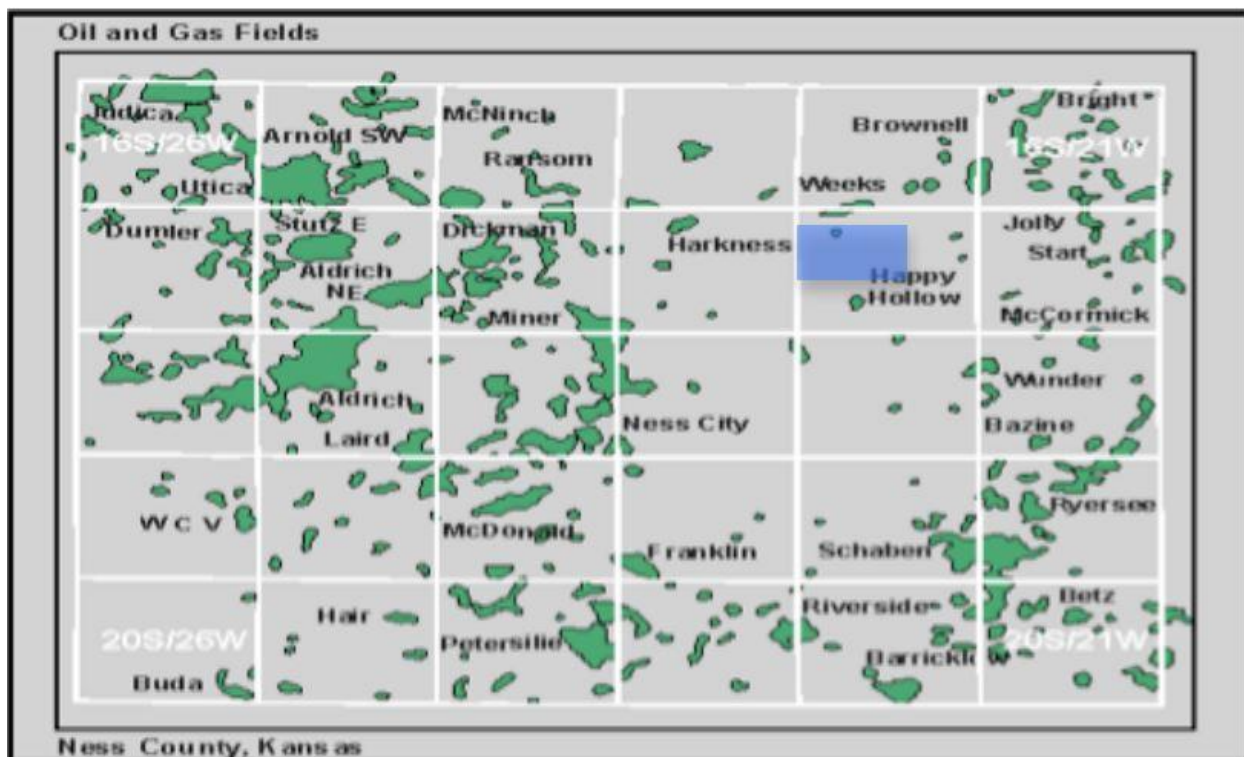 Oil and Gas Fields
Judica
McNinch
Bright
16S/26W
Arnold SW
Brownell
16S/21W
Ransom
Utica
Weeks
Dumler
Stutz E
Dickman
Harkness
Jolly
Start
Aldrich
NE
Happy
Hollow
Miner
McCormick
Aldrich
Wunder
Laird
Ness City
Bazine
W C V
McDonald
Franklin
Schaben
Ryersee
Hair
Riverside
Betz
20S/26W
Petersilie
Barricklow
20S/21W
Buda
Ness County, Kansas